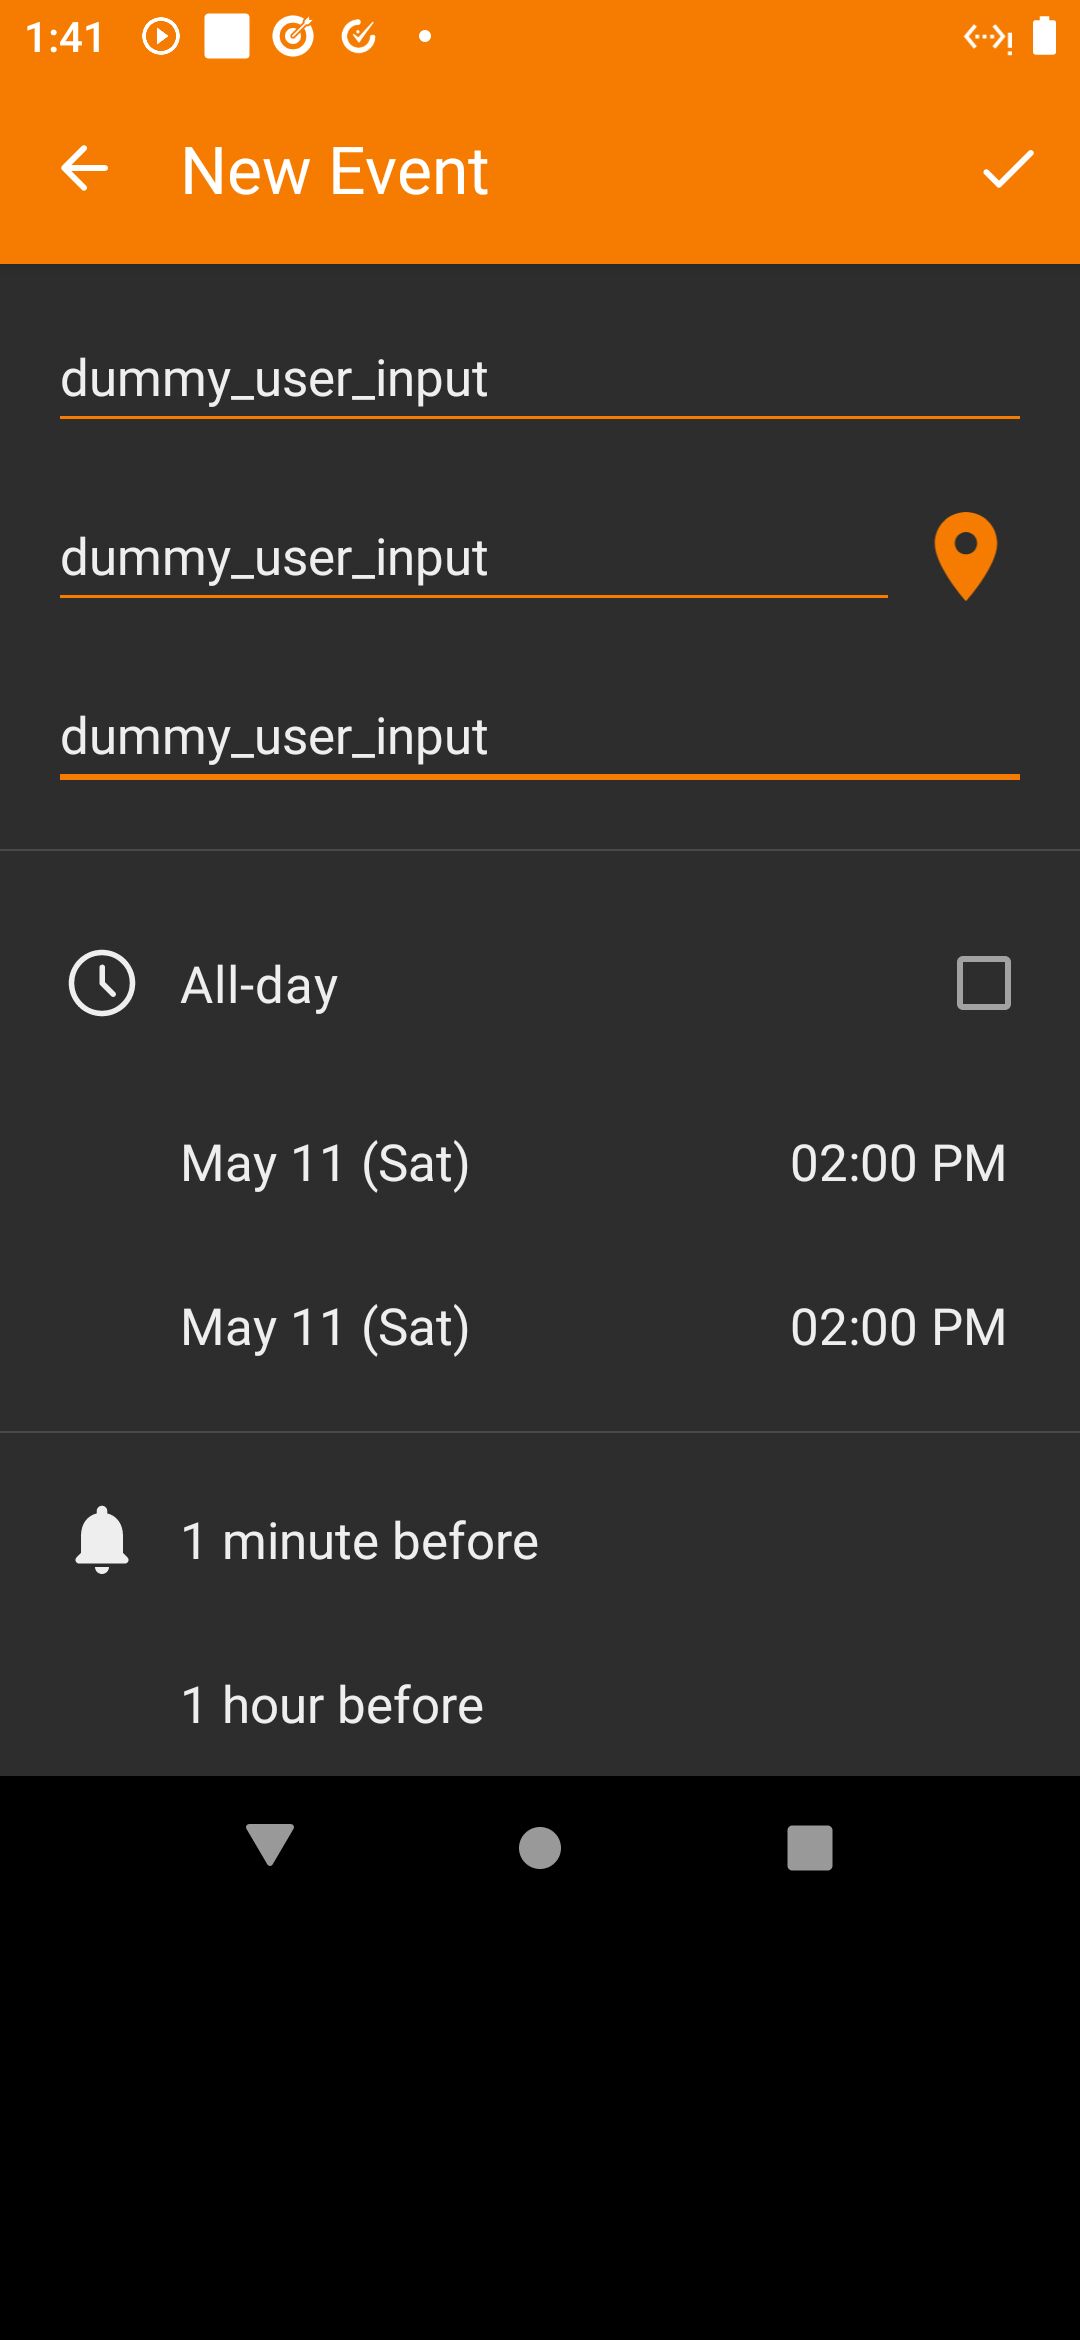 1:41
New Event
dummy_user_input
dummy_user_input
dummy_user_input
All-day
May 11 (Sat) 02:00 PM
May 11 (Sat) 02:00 PM
1 minute before
1 hour before